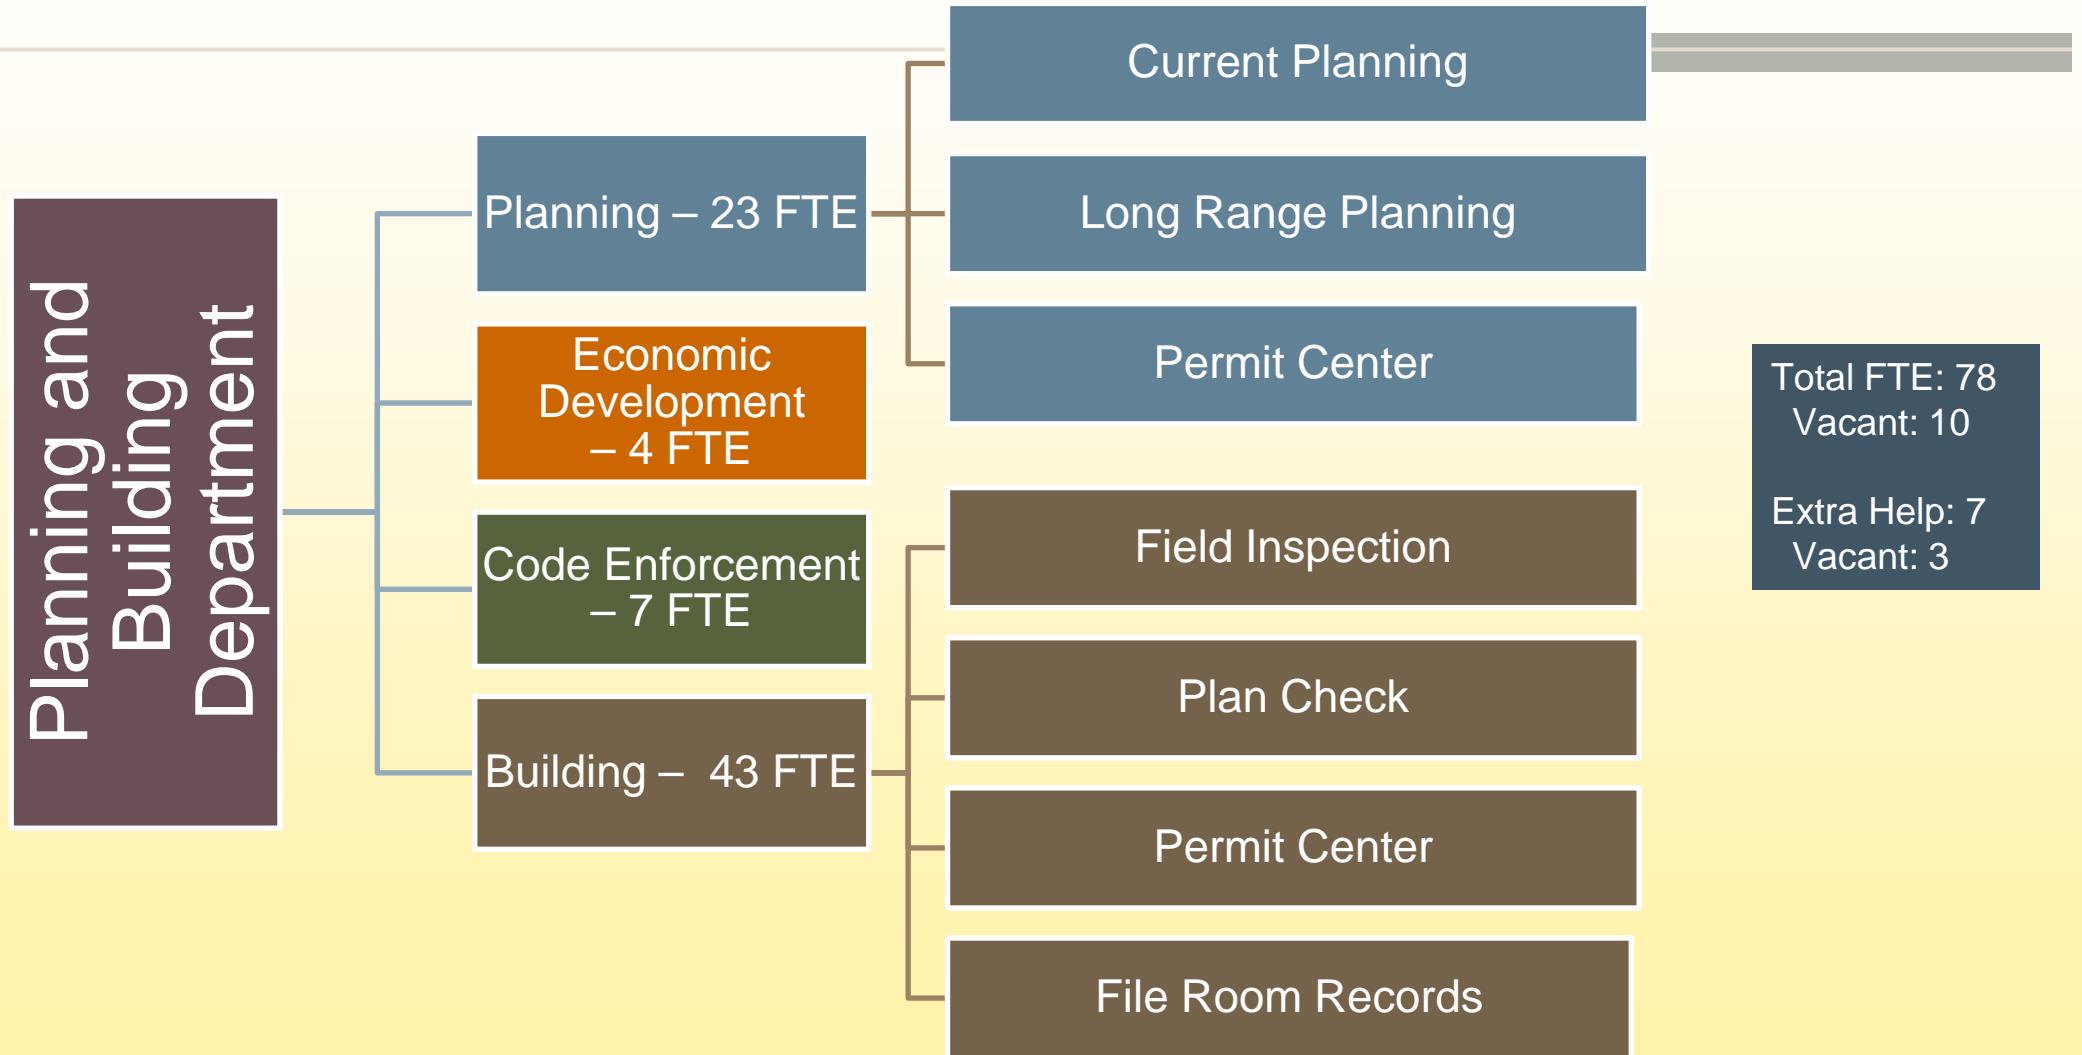 Planning and
Building
Department
Planning – 23 FTE
Economic
Development
– 4 FTE
Code Enforcement
– 7 FTE
Building –  43 FTE
Current Planning
Long Range Planning
Permit Center
Field Inspection
Plan Check
Permit Center
File Room Records
Total FTE: 78
Vacant: 10
Extra Help: 7
Vacant: 3